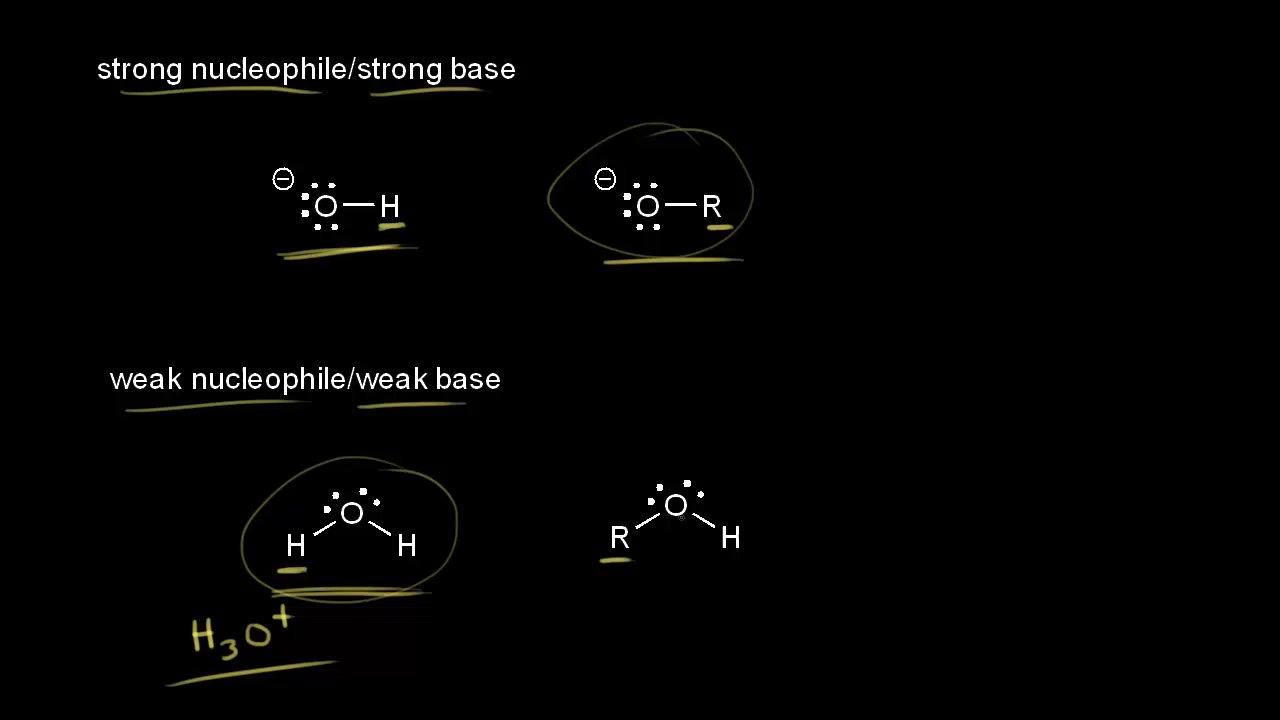 strong nucleophile/strong base
⊖ O—H ⊖ O—R
weak nucleophile/weak base
O O
H H R H
H₃O⁺